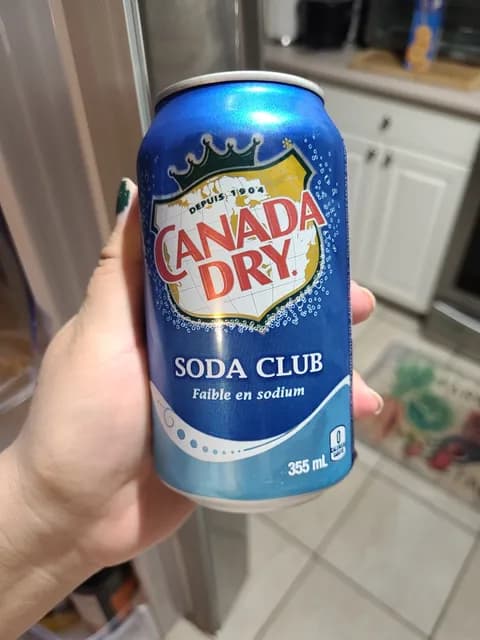 DEPUIS 1904
CANADA
DRY.
SODA CLUB
Faible en sodium
0
355 mL